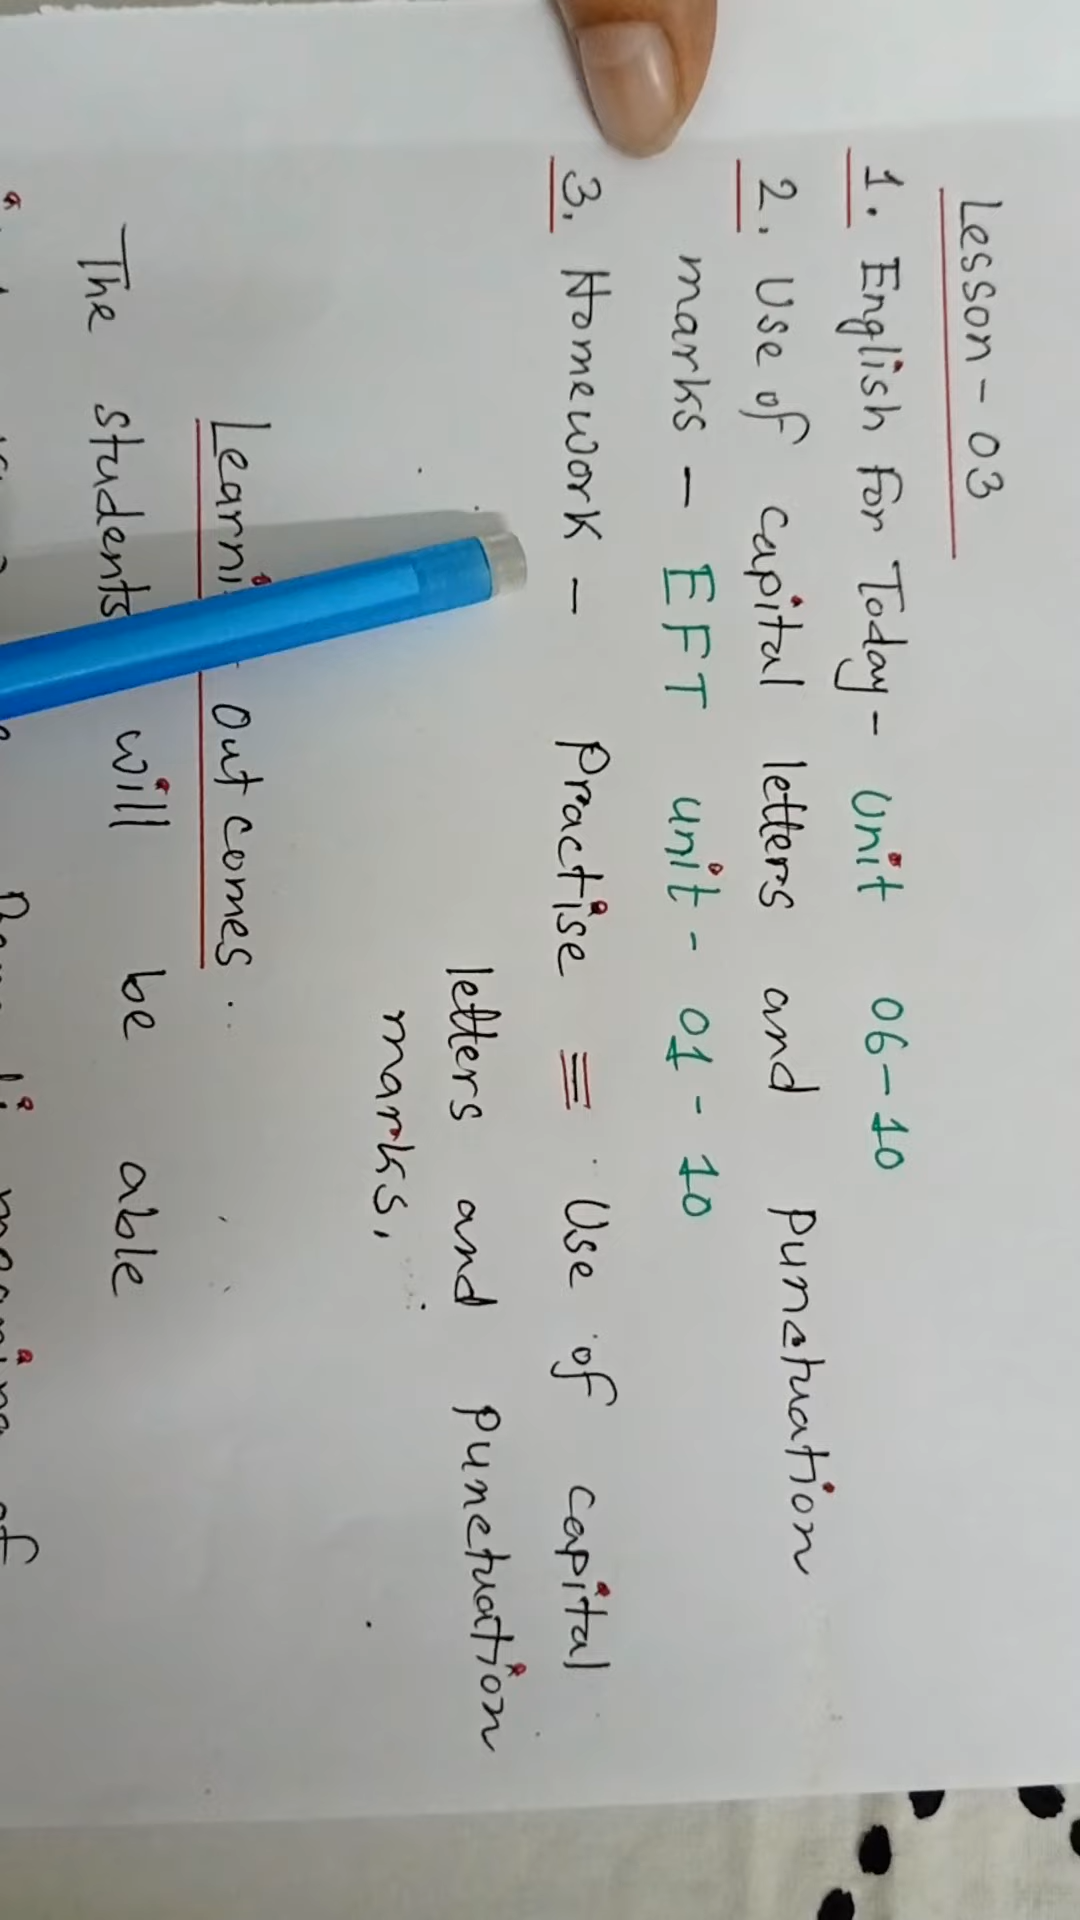 Lesson - 03
1. English For Today - Unit 06-10
2. Use of capital letters and punctuation
marks - EFT unit - 01 - 10
3. Homework - Practise = Use of capital
letters and punctuation
marks,
out comes
The students will be able
meaning of